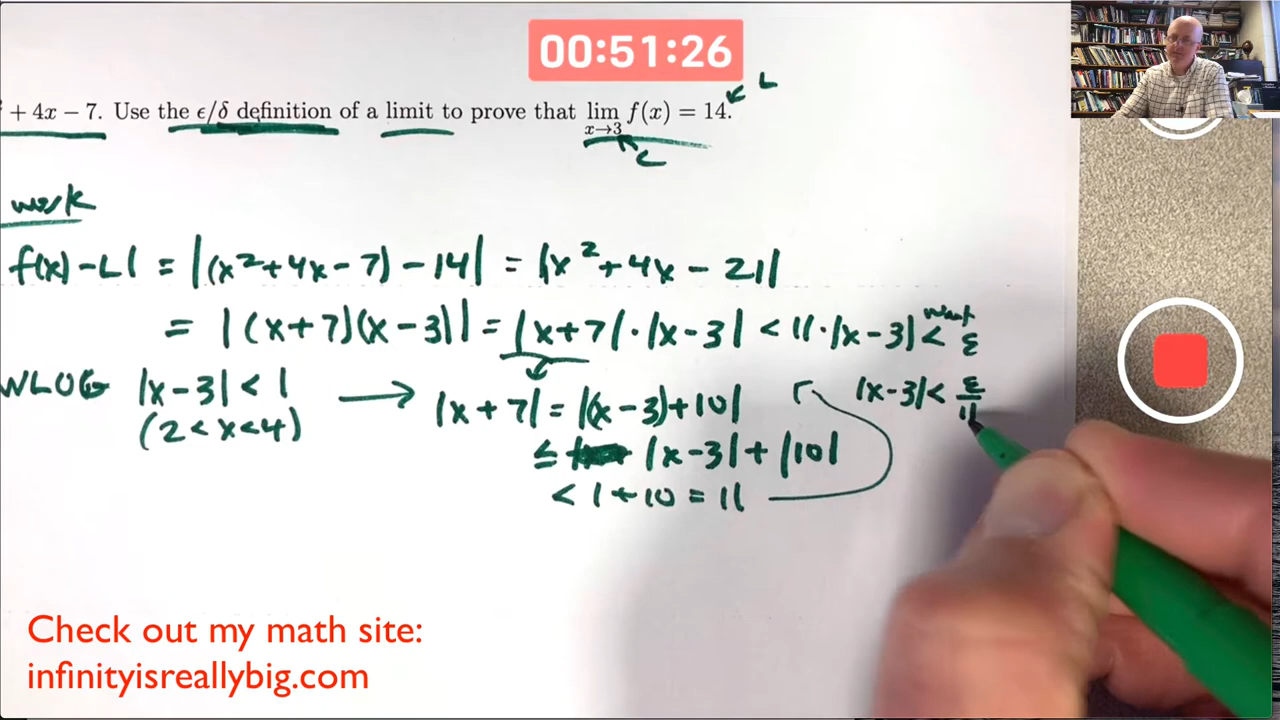 00:51:26
+ 4x − 7. Use the ϵ/δ definition of a limit to prove that lim x→3 f(x) = 14. L
c
work
f(x) - L| = |(x²+4x-7) - 14| = |x²+4x - 21|
= |(x+7)(x-3)| = |x+7|·|x-3| < 11·|x-3| < want ε
WLOG |x-3| < 1 → |x+7| = |(x-3)+10| |x-3| < ε/11
(2<x<4) ≤ |x-3| + |10|
< 1 + 10 = 11
Check out my math site:
infinityisreallybig.com